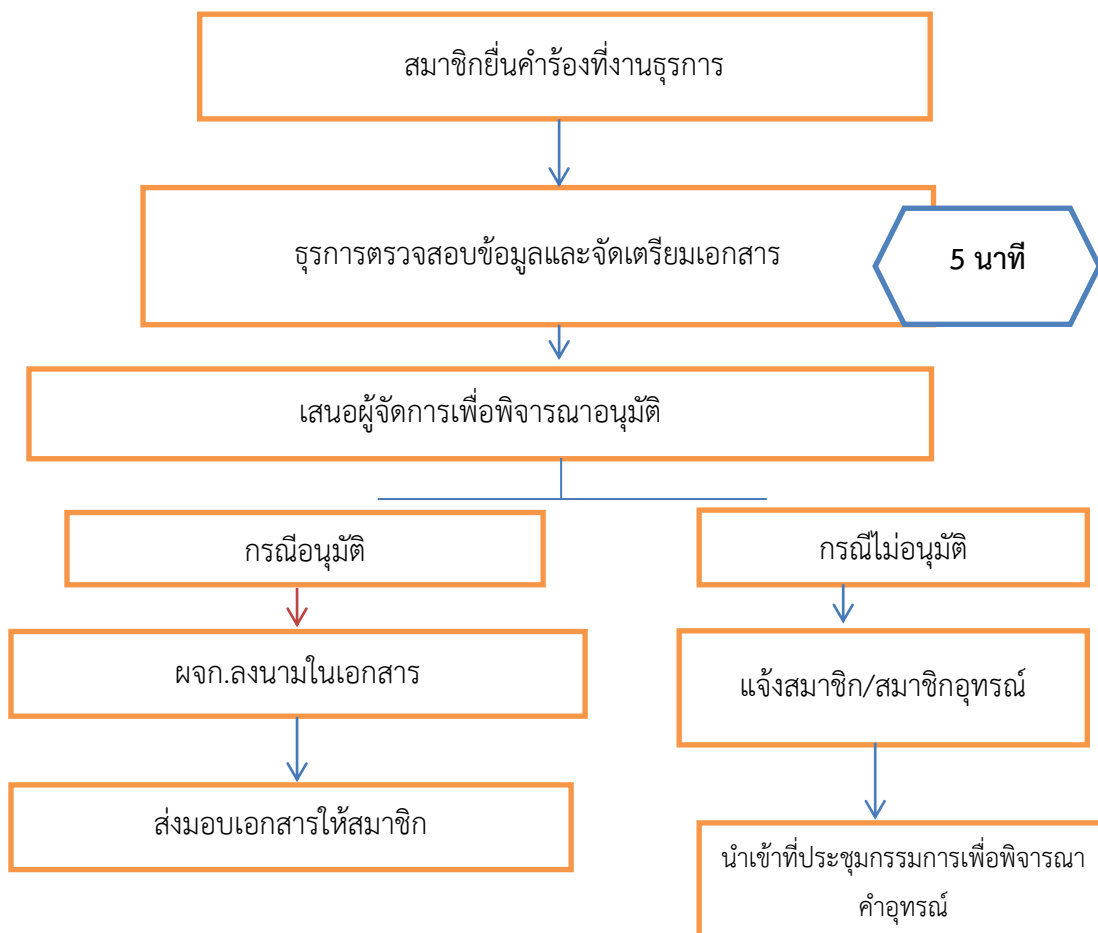 สมาชิกยื่นคำร้องที่งานธุรการ
ธุรการตรวจสอบข้อมูลและจัดเตรียมเอกสาร
5 นาที
เสนอผู้จัดการเพื่อพิจารณาอนุมัติ
กรณีอนุมัติ
กรณีไม่อนุมัติ
ผจก.ลงนามในเอกสาร
แจ้งสมาชิก/สมาชิกอุทรณ์
ส่งมอบเอกสารให้สมาชิก
นำเข้าที่ประชุมกรรมการเพื่อพิจารณา
คำอุทรณ์